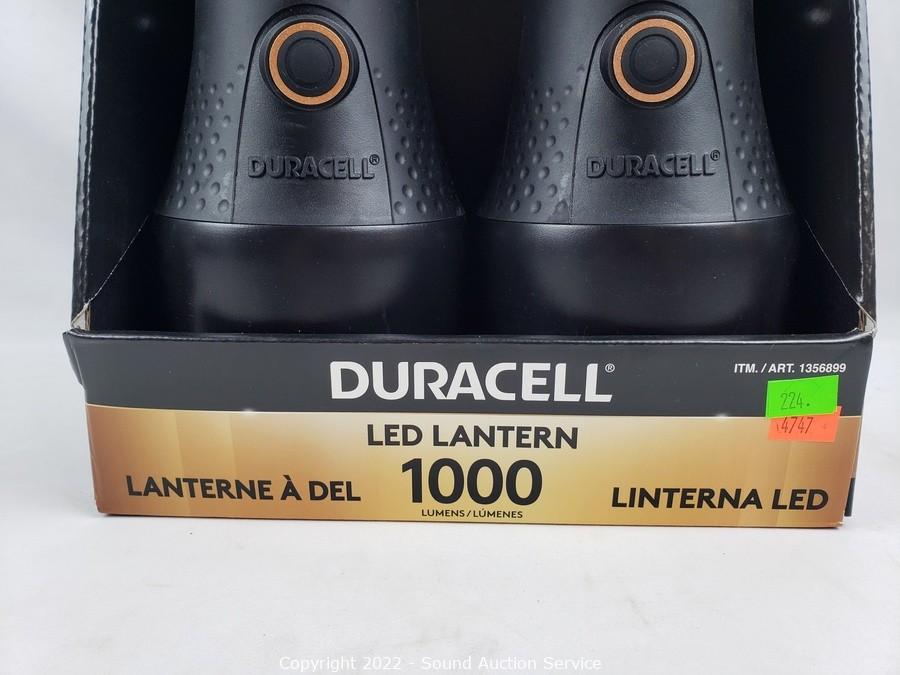 DURACELL® DURACELL®
DURACELL®
ITM. / ART. 1356899
224.
4747
LED LANTERN
LANTERNE À DEL
1000
LUMENS / LÚMENES
LINTERNA LED
Copyright 2022 - Sound Auction Service